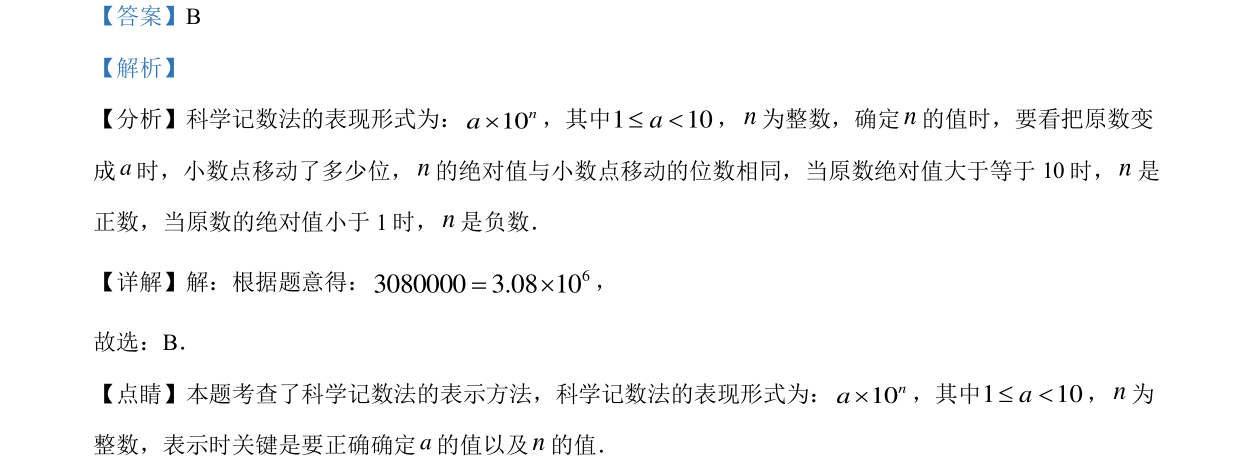 【答案】B
【解析】
【分析】科学记数法的表现形式为：a×10ⁿ，其中1≤a<10，n为整数，确定n的值时，要看把原数变
成a时，小数点移动了多少位，n的绝对值与小数点移动的位数相同，当原数绝对值大于等于10时，n是
正数，当原数的绝对值小于1时，n是负数．
【详解】解：根据题意得：3080000=3.08×10⁶，
故选：B．
【点睛】本题考查了科学记数法的表示方法，科学记数法的表现形式为：a×10ⁿ，其中1≤a<10，n为
整数，表示时关键是要正确确定a的值以及n的值．